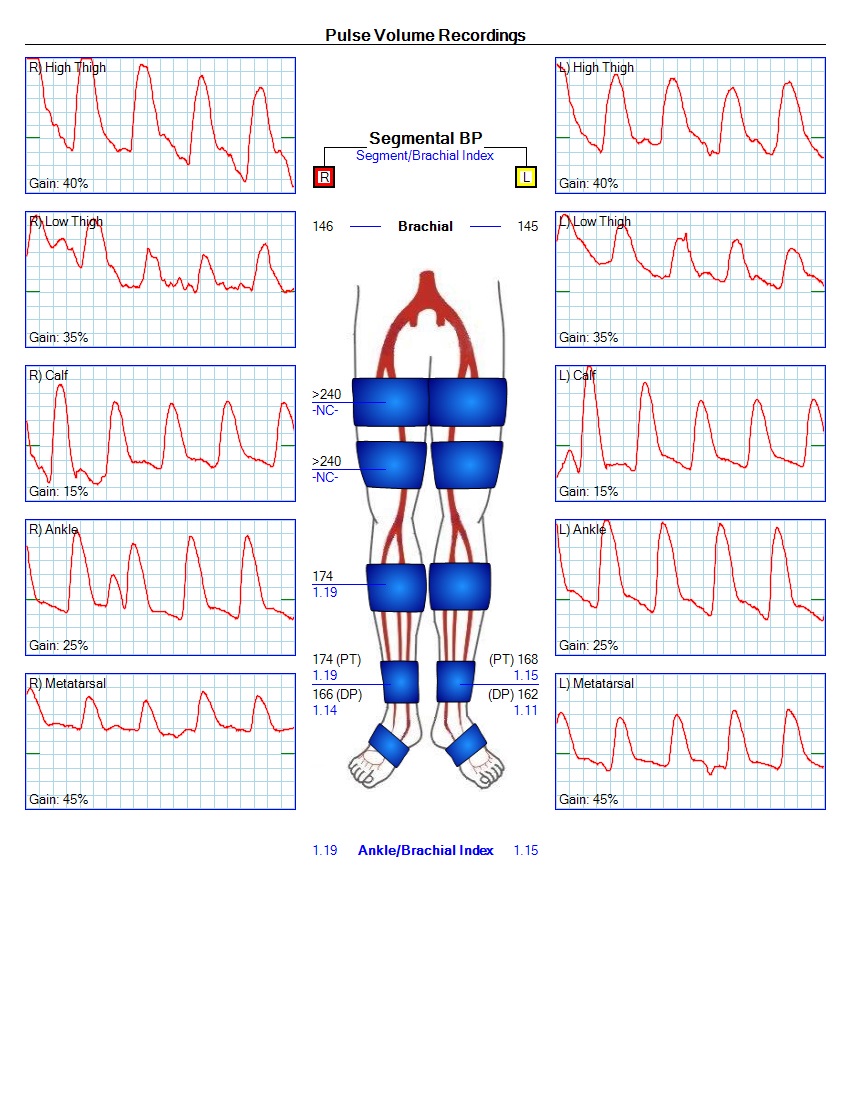 Pulse Volume Recordings
R) High Thigh
Gain: 40%
R) Low Thigh
Gain: 35%
R) Calf
Gain: 15%
R) Ankle
Gain: 25%
R) Metatarsal
Gain: 45%
Segmental BP
Segment/Brachial Index
R
L
146 Brachial 145
>240
-NC-
>240
-NC-
174
1.19
174 (PT) (PT) 168
1.19 1.15
166 (DP) (DP) 162
1.14 1.11
1.19 Ankle/Brachial Index 1.15
L) High Thigh
Gain: 40%
L) Low Thigh
Gain: 35%
L) Calf
Gain: 15%
L) Ankle
Gain: 25%
L) Metatarsal
Gain: 45%